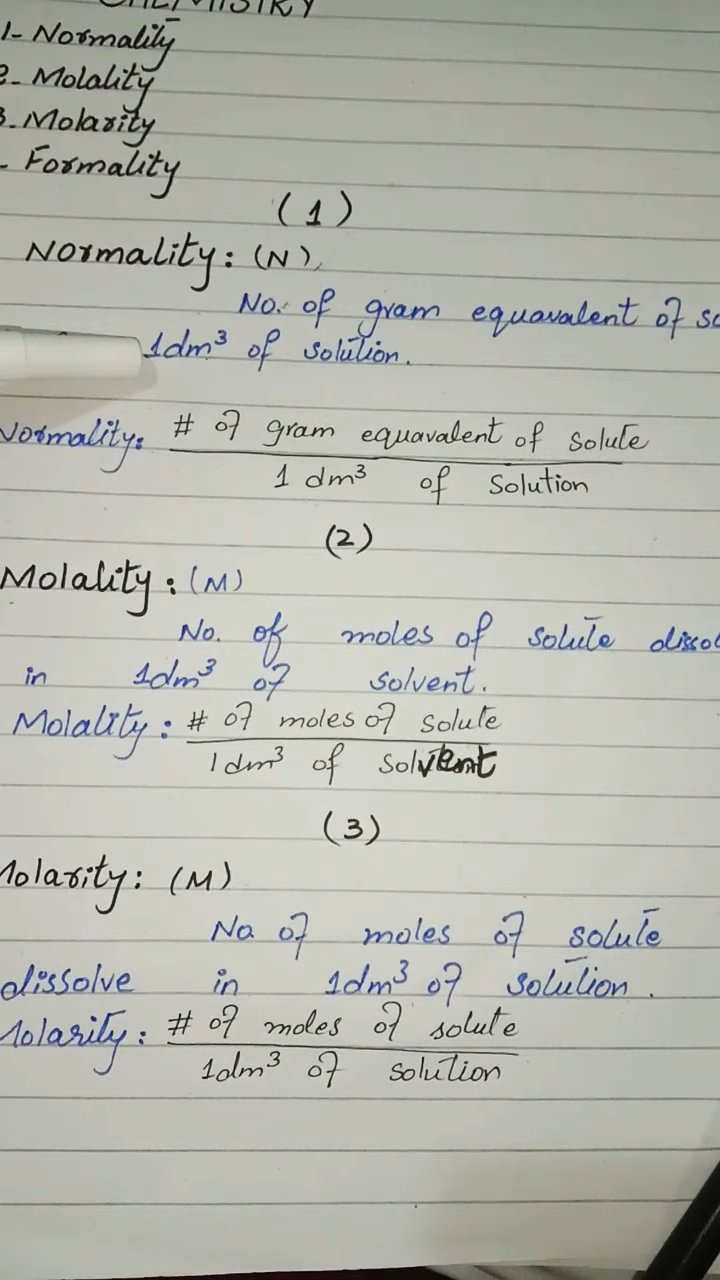 CHEMISTRY
1- Normality
2- Molality
3. Molarity
- Formality
(1)
Normality: (N)
No. of gram equavalent of
1dm³ of solution.
Normality: # of gram equavalent of solute
1 dm³ of Solution
(2)
Molality: (M)
No. of moles of solute
in 1dm³ of solvent.
Molality: # of moles of solute
1dm³ of solvent
(3)
Molarity: (M)
No of moles of solute
dissolve in 1dm³ of solution.
Molarity: # of moles of solute
1dm³ of solution